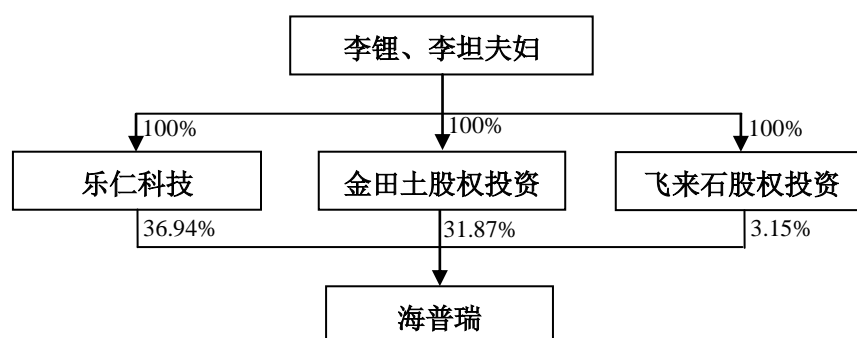 李锂、李坦夫妇
100% 100% 100%
乐仁科技 金田土股权投资 飞来石股权投资
36.94% 31.87% 3.15%
海普瑞